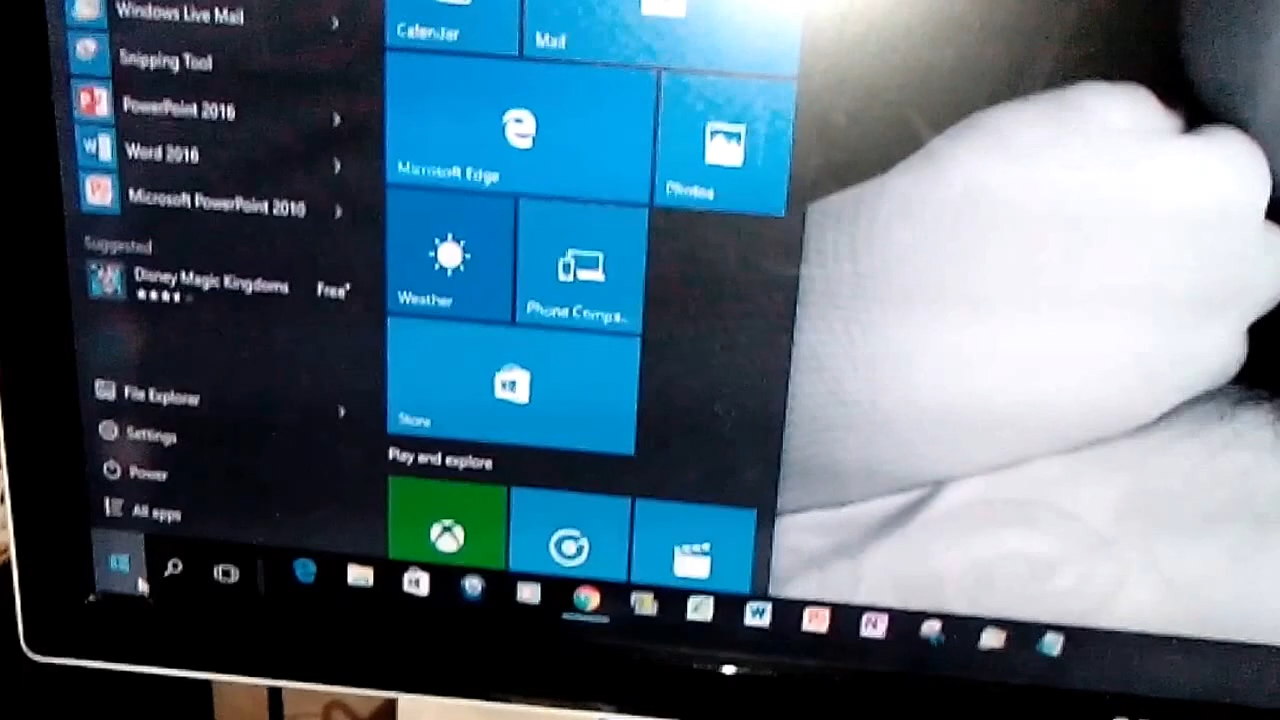 Windows Live Mail
Snipping Tool
PowerPoint 2016
Word 2016
Microsoft PowerPoint 2010
Suggested
Disney Magic Kingdoms
Free*
File Explorer
Settings
Power
All apps
Calendar
Mail
Microsoft Edge
Photos
Weather
Phone Compa..
Store
Play and explore